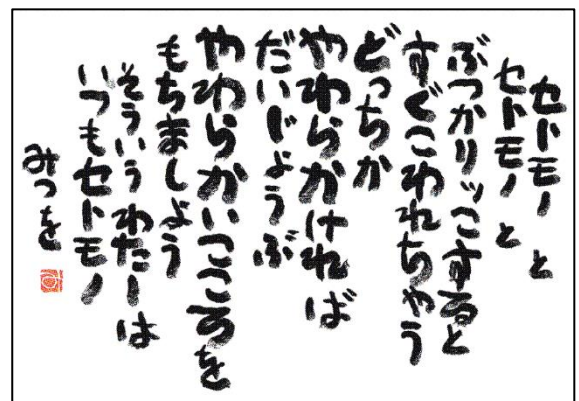 セトモノと
セトモノと
ぶつかりッこすると
すぐこわれちゃう
どっちか
やわらかければ
だいじょうぶ
やわらかいこころを
もちましょう
そういうわたしは
いつもセトモノ
みつを